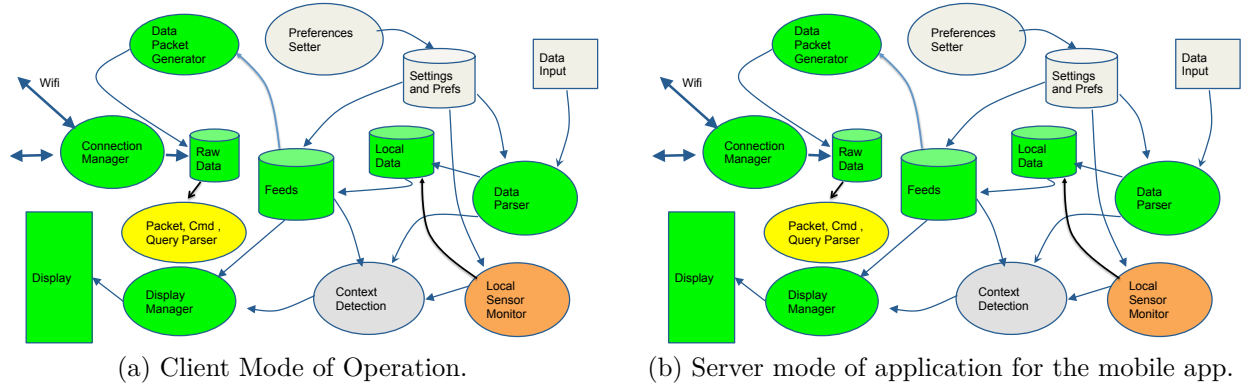 Data
Packet
Generator
Preferences
Setter
Settings
and Prefs
Data
Input
Wifi
Connection
Manager
Raw
Data
Feeds
Local
Data
Data
Parser
Packet, Cmd ,
Query Parser
Display
Display
Manager
Context
Detection
Local
Sensor
Monitor
(a) Client Mode of Operation.
Data
Packet
Generator
Preferences
Setter
Settings
and Prefs
Data
Input
Wifi
Connection
Manager
Raw
Data
Feeds
Local
Data
Data
Parser
Packet, Cmd ,
Query Parser
Display
Display
Manager
Context
Detection
Local
Sensor
Monitor
(b) Server mode of application for the mobile app.